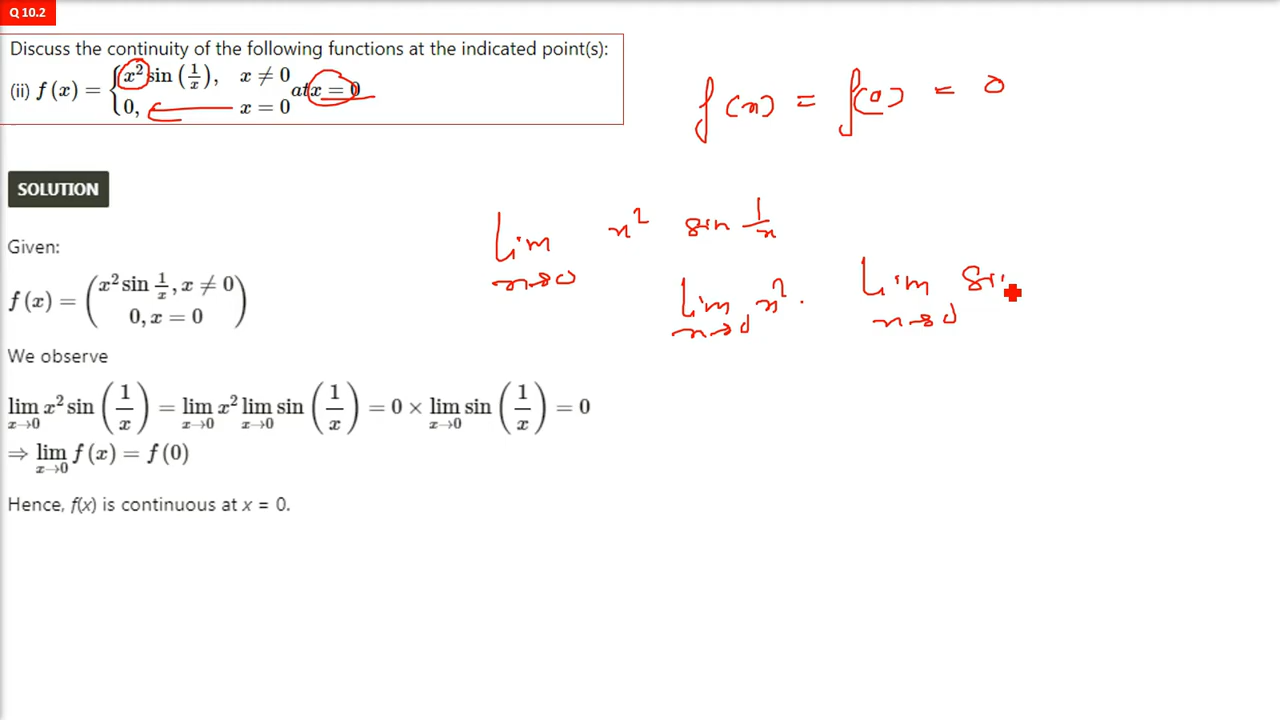 Q 10.2
Discuss the continuity of the following functions at the indicated point(s):
(ii) f(x) = { x² sin(1/x), x ≠ 0
0, x = 0 at x = 0
f(x) = f(0) = 0
SOLUTION
lim x→0 x² sin 1/x
Given:
f(x) = (x² sin 1/x, x ≠ 0
0, x = 0)
lim x→0 x² . lim x→0 si
We observe
lim x→0 x² sin(1/x) = lim x→0 x² lim x→0 sin(1/x) = 0 × lim x→0 sin(1/x) = 0
⇒ lim x→0 f(x) = f(0)
Hence, f(x) is continuous at x = 0.